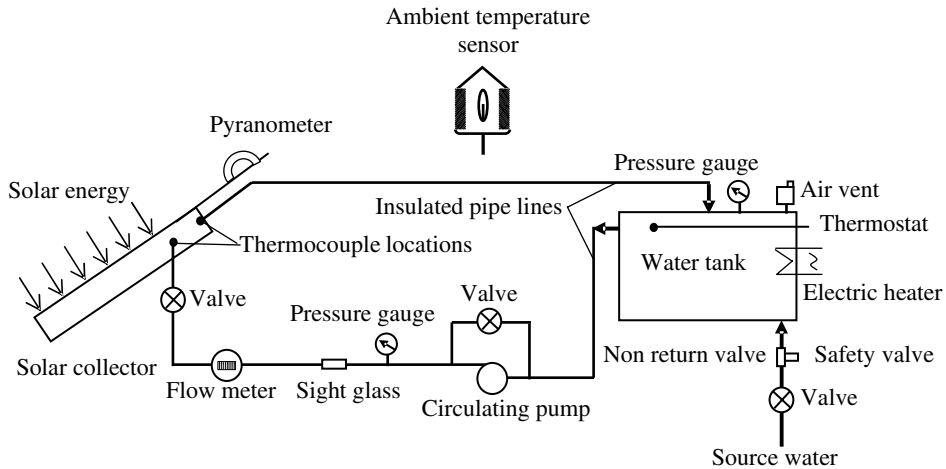 Ambient temperature
sensor
Pyranometer
Pressure gauge
Solar energy
Air vent
Insulated pipe lines
Thermostat
Thermocouple locations
Water tank
Valve
Valve
Electric heater
Pressure gauge
Solar collector
Non return valve
Safety valve
Flow meter
Sight glass
Circulating pump
Valve
Source water